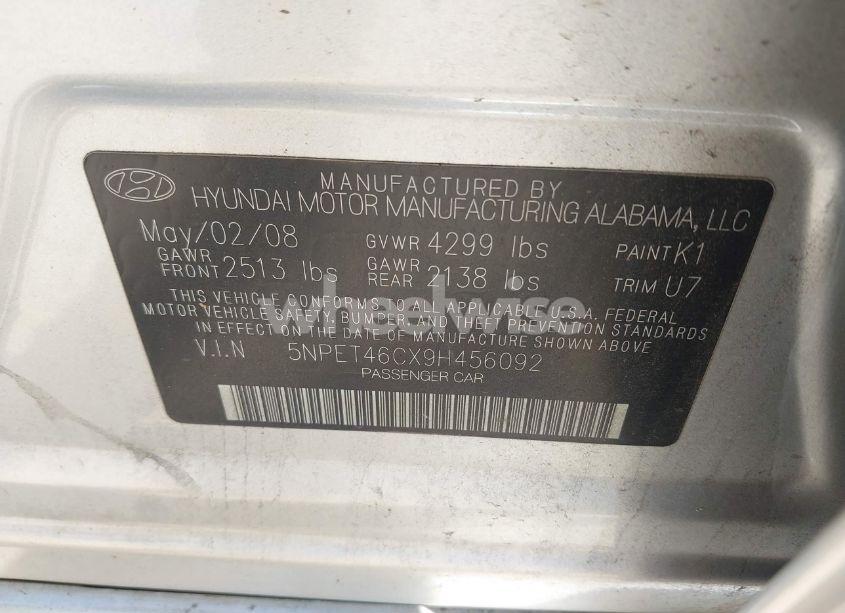 MANUFACTURED BY
HYUNDAI MOTOR MANUFACTURING ALABAMA, LLC
May/02/08 GVWR 4299 lbs PAINT K1
GAWR FRONT 2513 lbs GAWR REAR 2138 lbs TRIM U7
THIS VEHICLE CONFORMS TO ALL APPLICABLE U.S.A. FEDERAL
MOTOR VEHICLE SAFETY, BUMPER, AND THEFT PREVENTION STANDARDS
IN EFFECT ON THE DATE OF MANUFACTURE SHOWN ABOVE
V.I.N 5NPET46CX9H456092
PASSENGER CAR
wheelwise